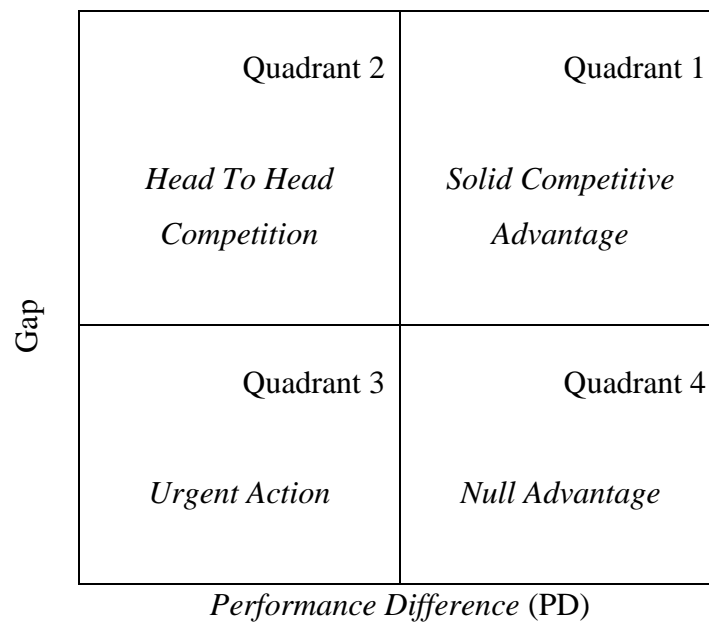 Quadrant 2
Quadrant 1
Head To Head
Competition
Solid Competitive
Advantage
Gap
Quadrant 3
Quadrant 4
Urgent Action
Null Advantage
Performance Difference (PD)